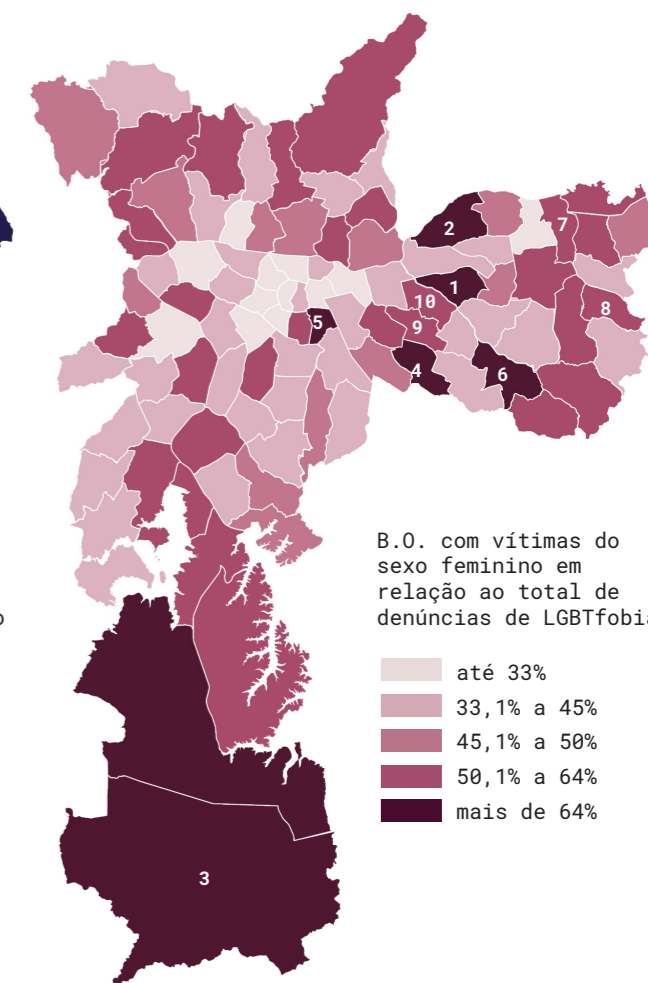 2
7
1
10
8
5
9
4
6
B.O. com vítimas do
sexo feminino em
relação ao total de
denúncias de LGBTfobia
o
até 33%
33,1% a 45%
45,1% a 50%
50,1% a 64%
mais de 64%
3